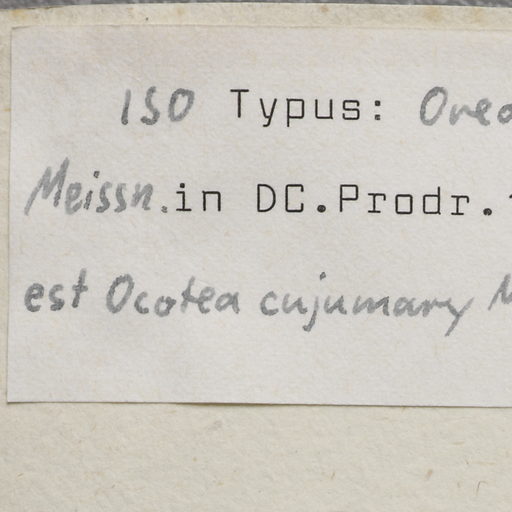 ISO Typus: Oreo
Meissn. in DC.Prodr.
est Ocotea cujumary